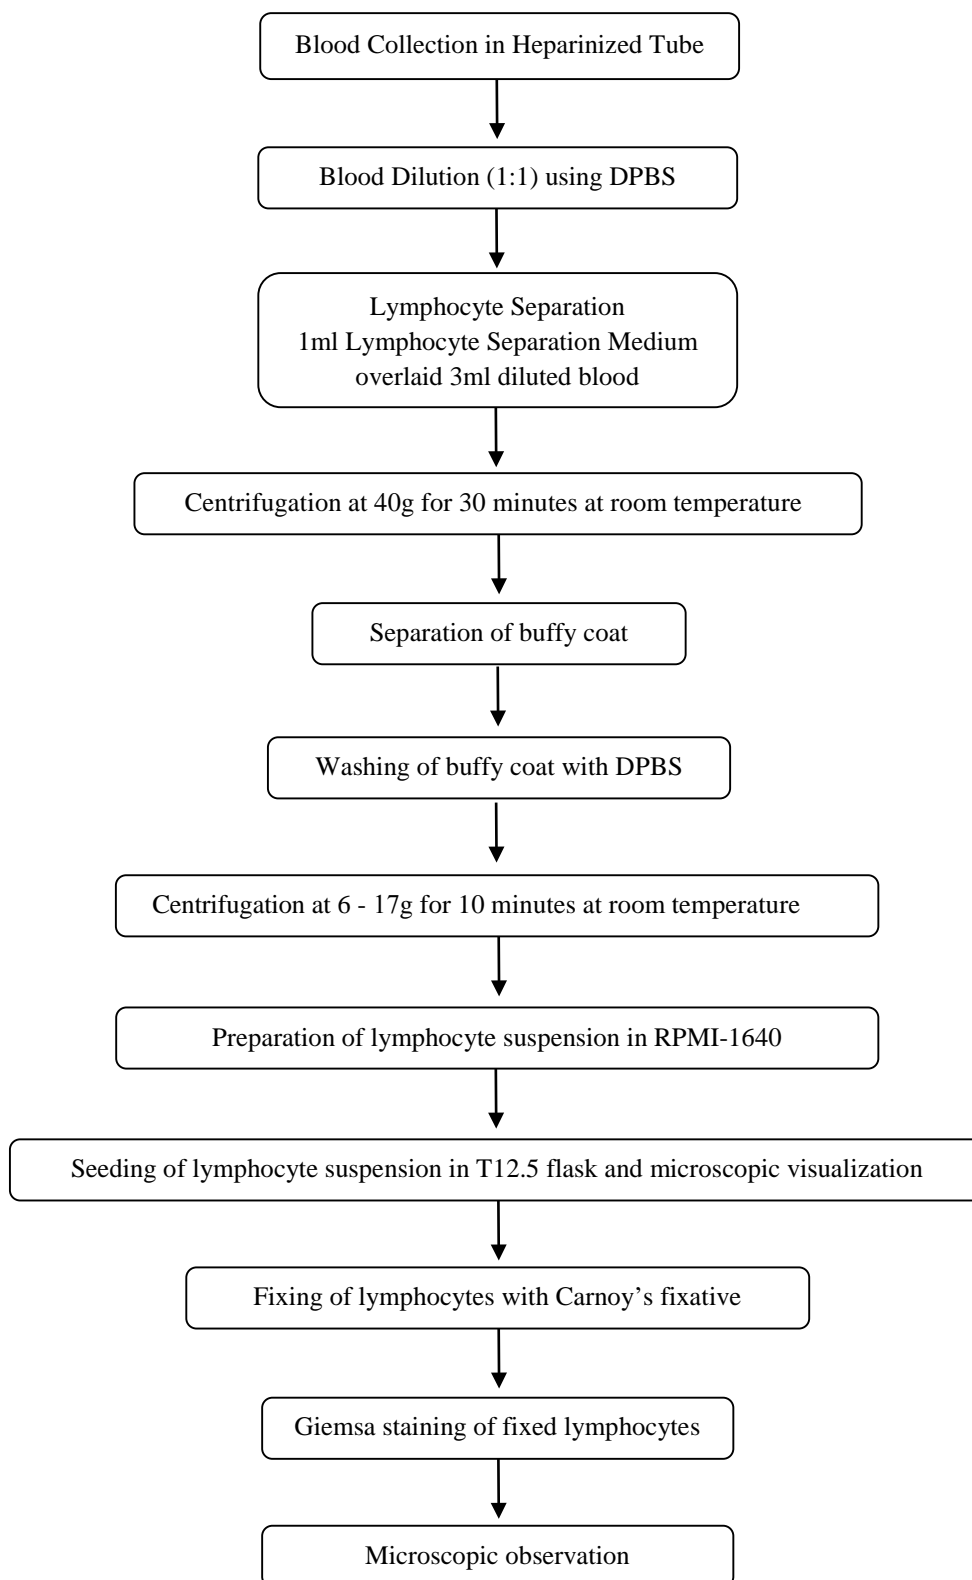 Blood Collection in Heparinized Tube
Blood Dilution (1:1) using DPBS
Lymphocyte Separation
1ml Lymphocyte Separation Medium
overlaid 3ml diluted blood
Centrifugation at 40g for 30 minutes at room temperature
Separation of buffy coat
Washing of buffy coat with DPBS
Centrifugation at 6 - 17g for 10 minutes at room temperature
Preparation of lymphocyte suspension in RPMI-1640
Seeding of lymphocyte suspension in T12.5 flask and microscopic visualization
Fixing of lymphocytes with Carnoy’s fixative
Giemsa staining of fixed lymphocytes
Microscopic observation